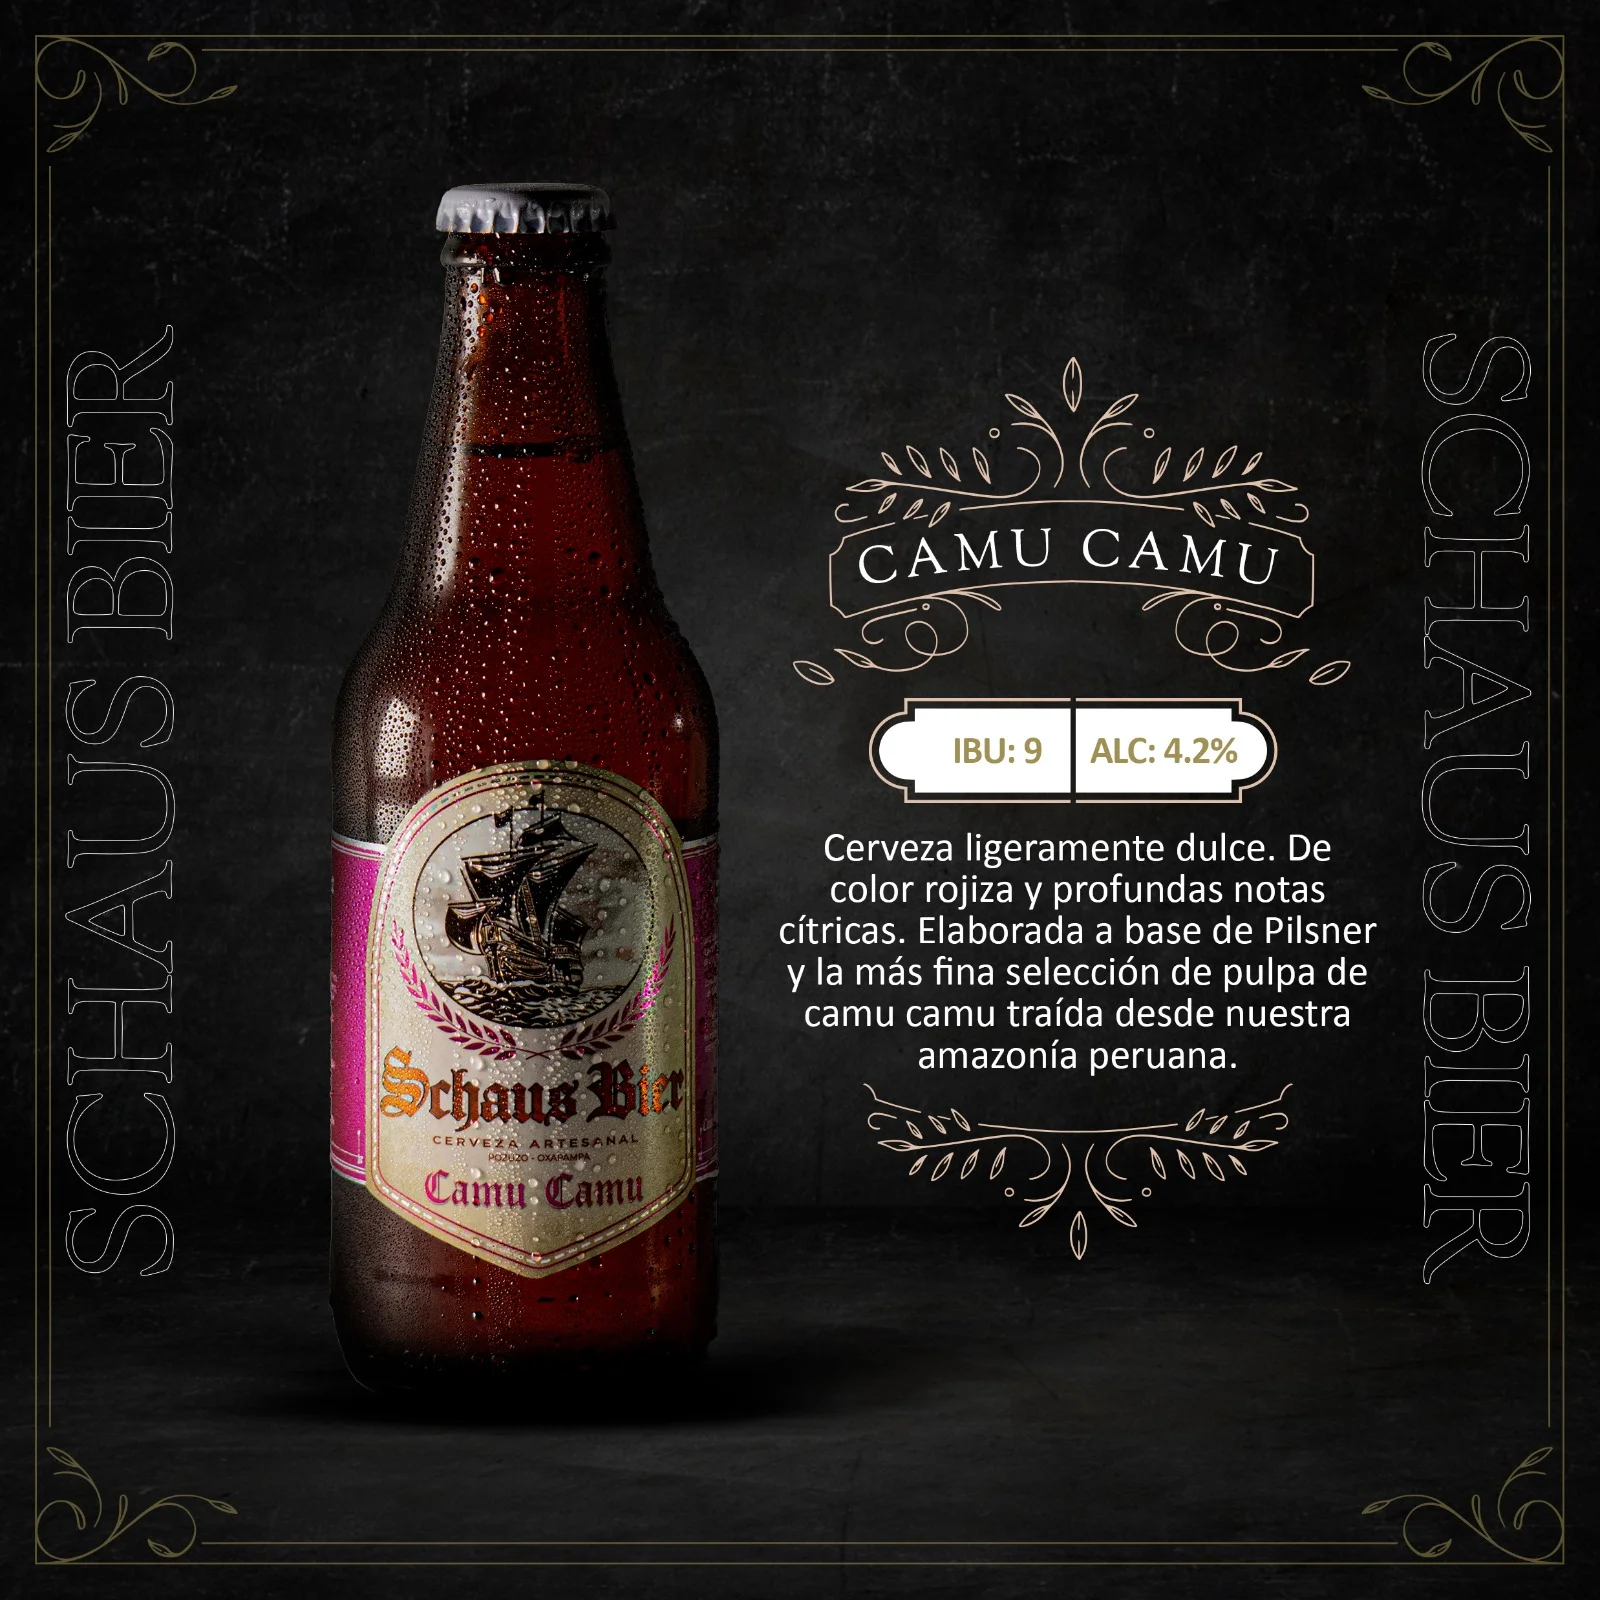 SCHAUS BIER
Schaus Bier
CERVEZA ARTESANAL
POZUZO - OXAPAMPA
Camu Camu
CAMU CAMU
IBU: 9
ALC: 4.2%
Cerveza ligeramente dulce. De
color rojiza y profundas notas
cítricas. Elaborada a base de Pilsner
y la más fina selección de pulpa de
camu camu traída desde nuestra
amazonía peruana.
SCHAUS BIER